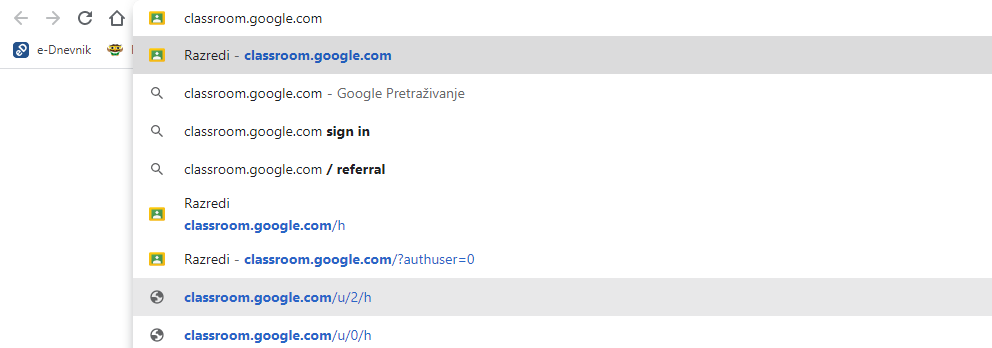 classroom.google.com
e-Dnevnik
Razredi - classroom.google.com
classroom.google.com - Google Pretraživanje
classroom.google.com sign in
classroom.google.com / referral
Razredi
classroom.google.com/h
Razredi - classroom.google.com/?authuser=0
classroom.google.com/u/2/h
classroom.google.com/u/0/h